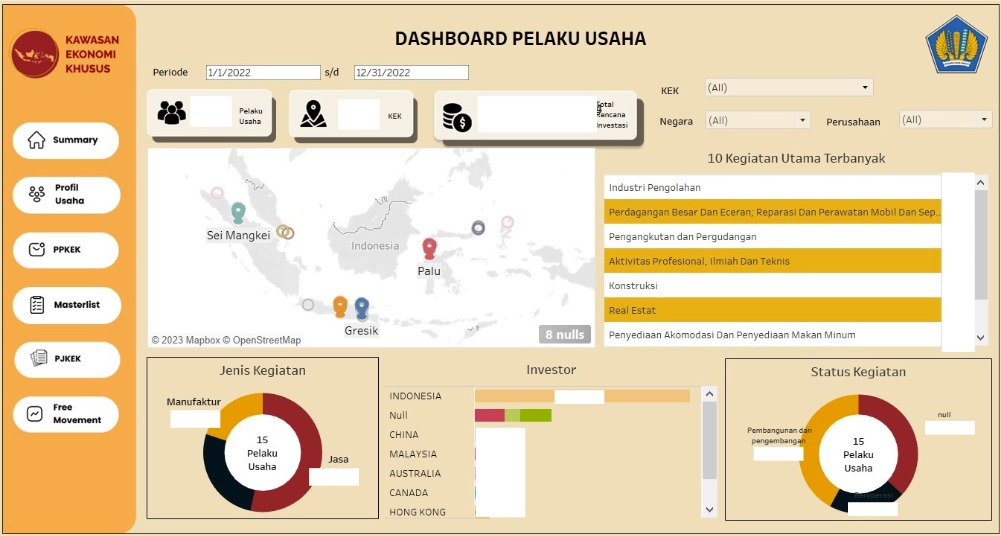 KAWASAN
EKONOMI
KHUSUS
DASHBOARD PELAKU USAHA
Periode
1/1/2022
s/d
12/31/2022
KEK
(All)
Negara
(All)
Perusahaan
(All)
Pelaku
Usaha
KEK
Total
Rencana
Investasi
Summary
Profil
Usaha
PPKEK
Masterlist
PJKEK
Free
Movement
Sei Mangkei
Indonesia
Palu
Gresik
© 2023 Mapbox © OpenStreetMap
8 nulls
10 Kegiatan Utama Terbanyak
Industri Pengolahan
Perdagangan Besar Dan Eceran; Reparasi Dan Perawatan Mobil Dan Sep..
Pengangkutan dan Pergudangan
Aktivitas Profesional, Ilmiah Dan Teknis
Konstruksi
Real Estat
Penyediaan Akomodasi Dan Penyediaan Makan Minum
Jenis Kegiatan
Manufaktur
15
Pelaku
Usaha
Jasa
Investor
INDONESIA
Null
CHINA
MALAYSIA
AUSTRALIA
CANADA
HONG KONG
Status Kegiatan
null
Pembangunan dan
pengembangan
15
Pelaku
Usaha